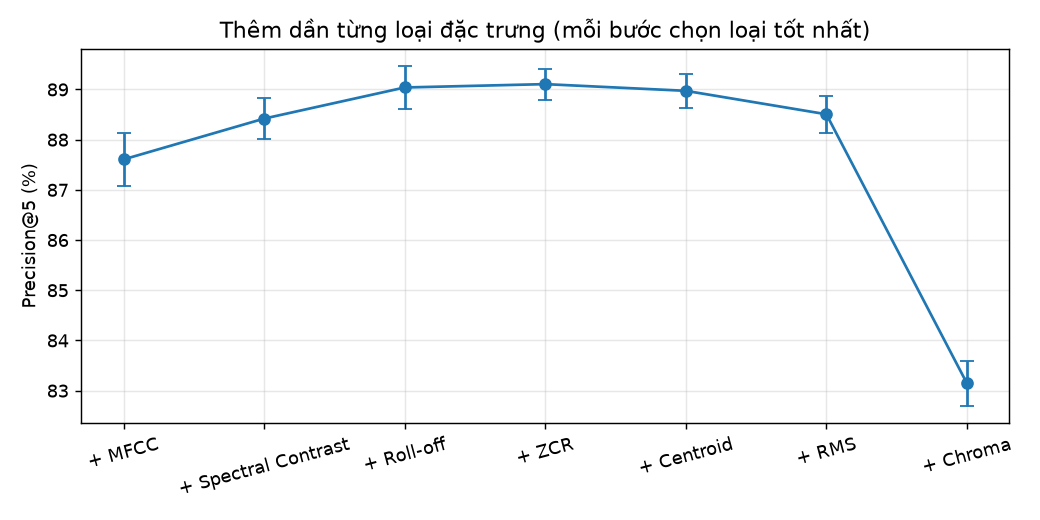 Thêm dần từng loại đặc trưng (mỗi bước chọn loại tốt nhất)
Precision@5 (%)
89
88
87
86
85
84
83
+ MFCC
+ Spectral Contrast
+ Roll-off
+ ZCR
+ Centroid
+ RMS
+ Chroma